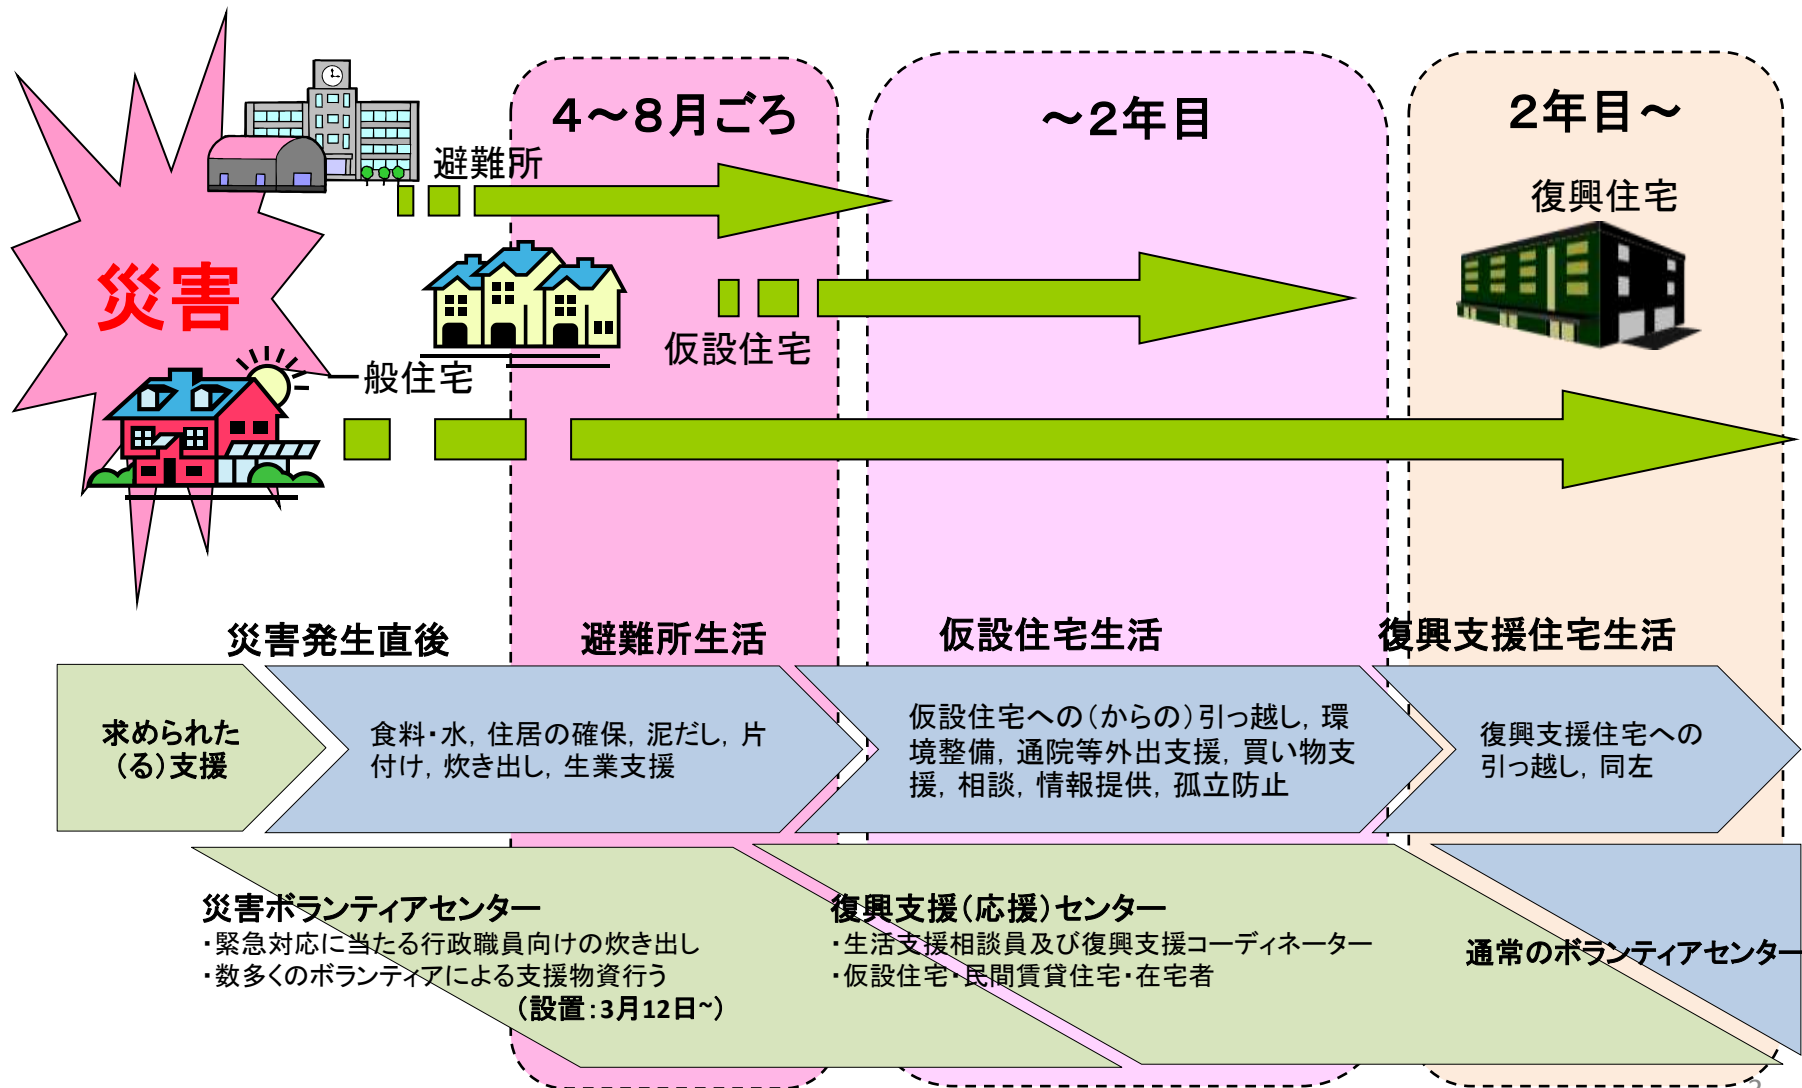 ４～８月ごろ
～２年目
２年目～
避難所
復興住宅
災害
仮設住宅
一般住宅
災害発生直後
避難所生活
仮設住宅生活
復興支援住宅生活
求められた
（る）支援
食料・水，住居の確保，泥だし，片
付け，炊き出し，生業支援
仮設住宅への（からの）引っ越し，環
境整備，通院等外出支援，買い物支
援，相談，情報提供，孤立防止
復興支援住宅への
引っ越し，同左
災害ボランティアセンター
・緊急対応に当たる行政職員向けの炊き出し
・数多くのボランティアによる支援物資行う
（設置：3月12日~）
復興支援（応援）センター
・生活支援相談員及び復興支援コーディネーター
・仮設住宅・民間賃貸住宅・在宅者
通常のボランティアセンター